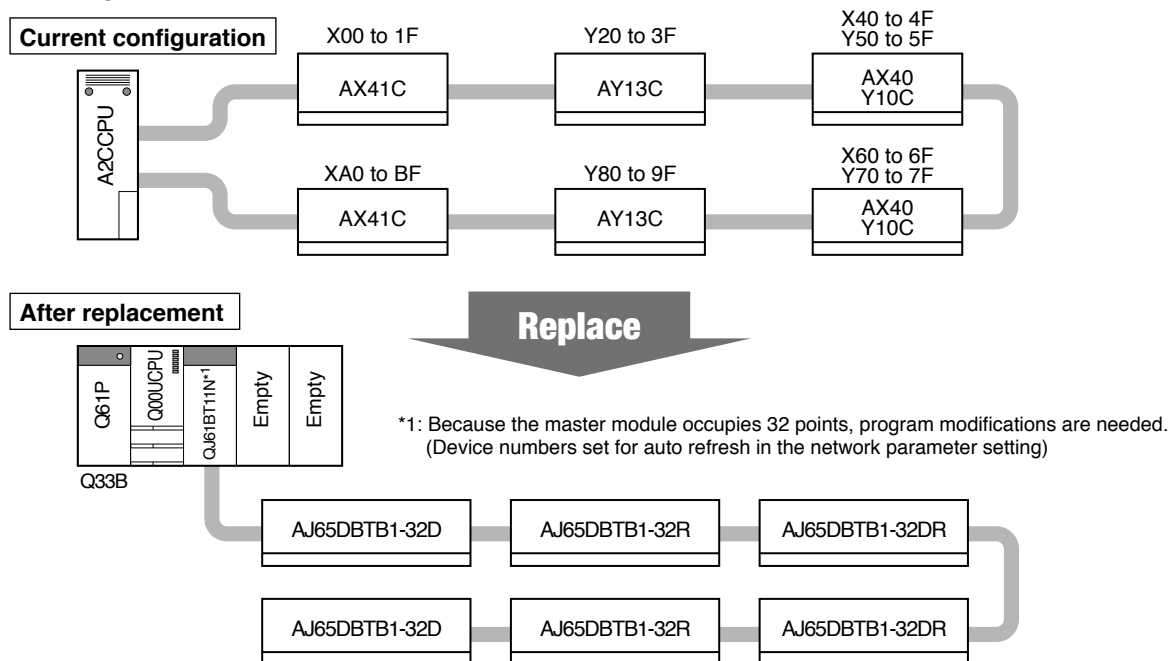 Current configuration
X00 to 1F
Y20 to 3F
X40 to 4F
Y50 to 5F
A2CCPU
AX41C
AY13C
AX40
Y10C
XA0 to BF
Y80 to 9F
X60 to 6F
Y70 to 7F
AX41C
AY13C
AX40
Y10C
After replacement
Replace
Q61P
Q00UCPU
QJ61BT11N*1
Empty
Empty
*1: Because the master module occupies 32 points, program modifications are needed.
(Device numbers set for auto refresh in the network parameter setting)
Q33B
AJ65DBTB1-32D
AJ65DBTB1-32R
AJ65DBTB1-32DR
AJ65DBTB1-32D
AJ65DBTB1-32R
AJ65DBTB1-32DR